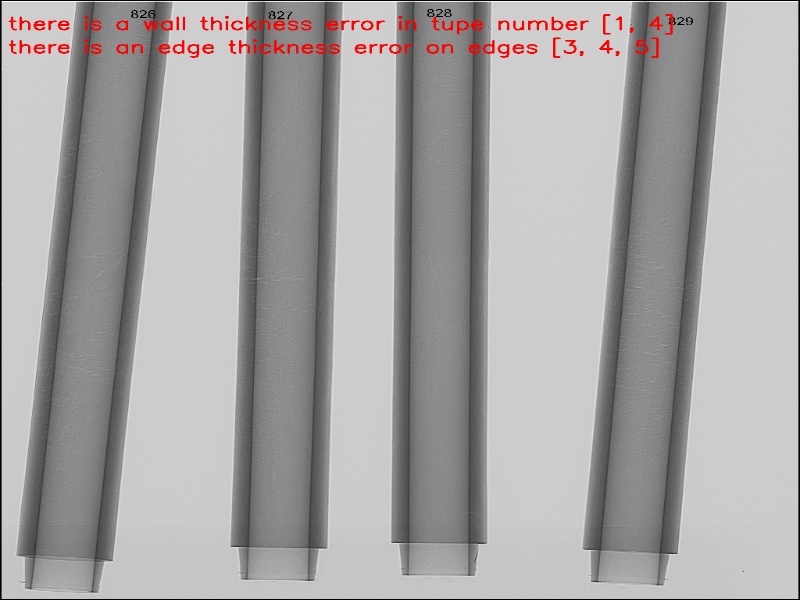 826 827 828 829
there is a wall thickness error in tupe number [1, 4]
there is an edge thickness error on edges [3, 4, 5]